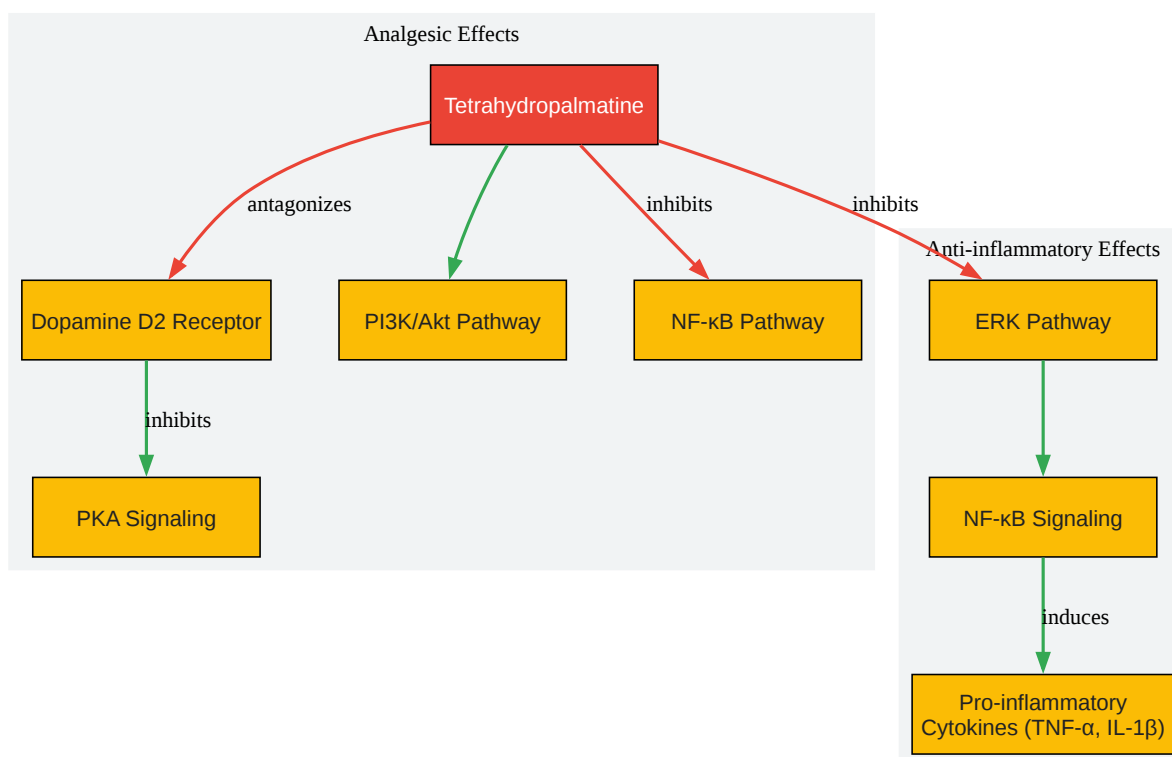 Analgesic Effects
Tetrahydropalmatine
antagonizes
inhibits
inhibits
Anti-inflammatory Effects
Dopamine D2 Receptor
PI3K/Akt Pathway
NF-κB Pathway
ERK Pathway
inhibits
PKA Signaling
NF-κB Signaling
induces
Pro-inflammatory
Cytokines (TNF-α, IL-1β)